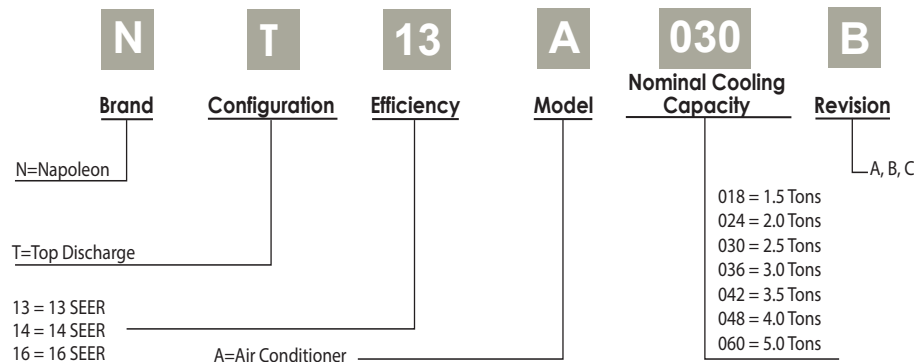 N T 13 A 030 B
Brand Configuration Efficiency Model Nominal Cooling Capacity Revision
N=Napoleon
A, B, C
T=Top Discharge
13 = 13 SEER
14 = 14 SEER
16 = 16 SEER
A=Air Conditioner
018 = 1.5 Tons
024 = 2.0 Tons
030 = 2.5 Tons
036 = 3.0 Tons
042 = 3.5 Tons
048 = 4.0 Tons
060 = 5.0 Tons